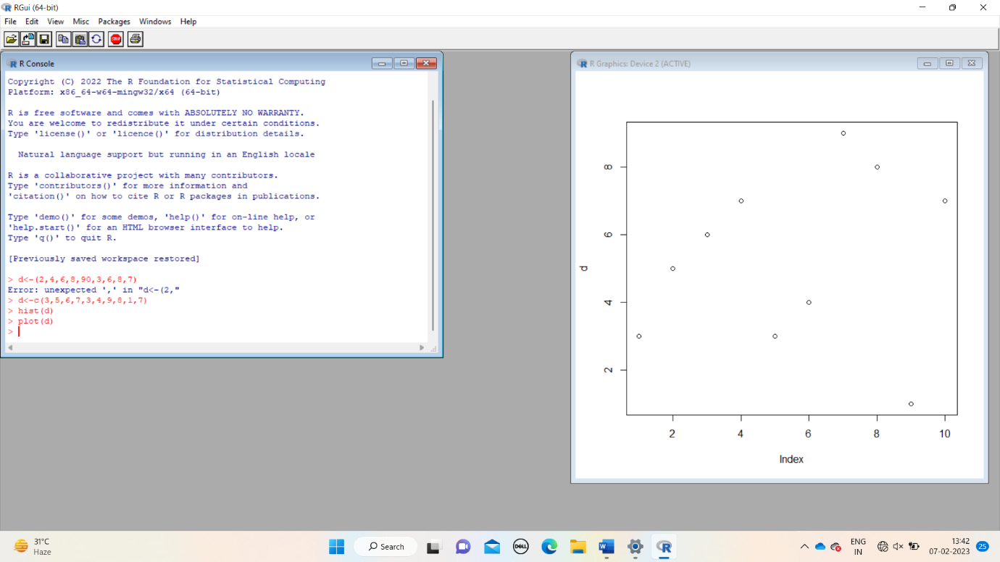 RGui (64-bit)
File Edit View Misc Packages Windows Help
STOP
R Console
Copyright (C) 2022 The R Foundation for Statistical Computing
Platform: x86_64-w64-mingw32/x64 (64-bit)
R is free software and comes with ABSOLUTELY NO WARRANTY.
You are welcome to redistribute it under certain conditions.
Type 'license()' or 'licence()' for distribution details.
Natural language support but running in an English locale
R is a collaborative project with many contributors.
Type 'contributors()' for more information and
'citation()' on how to cite R or R packages in publications.
Type 'demo()' for some demos, 'help()' for on-line help, or
'help.start()' for an HTML browser interface to help.
Type 'q()' to quit R.
[Previously saved workspace restored]
> d<-(2,4,6,8,90,3,6,8,7)
Error: unexpected ',' in "d<-(2,"
> d<-c(3,5,6,7,3,4,9,8,1,7)
> hist(d)
> plot(d)
>
R Graphics: Device 2 (ACTIVE)
8
6
4
2
d
2 4 6 8 10
Index
31°C
Haze
Search
DELL
ENG
IN
13:42
07-02-2023
25